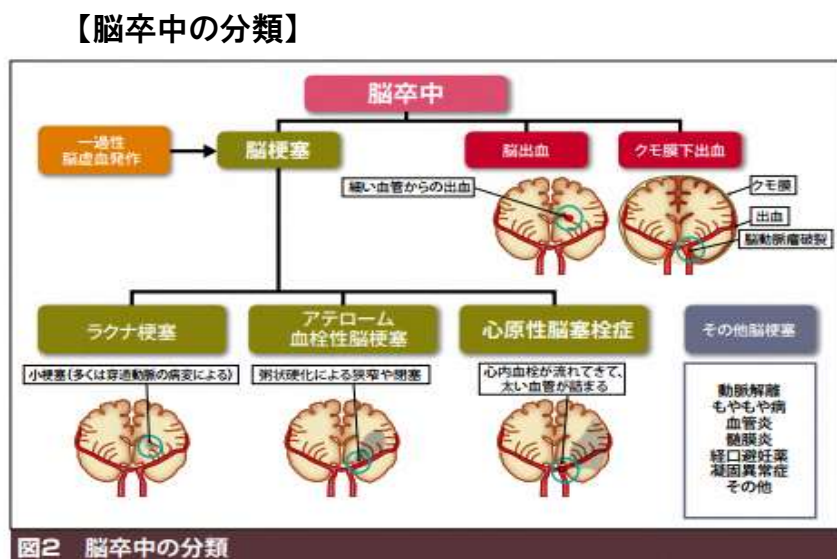 【脳卒中の分類】
脳卒中
一過性
脳虚血発作
脳梗塞
脳出血
クモ膜下出血
細い血管からの出血
クモ膜
出血
脳動脈瘤破裂
ラクナ梗塞
アテローム
血栓性脳梗塞
心原性脳塞栓症
その他脳梗塞
小梗塞(多くは穿通動脈の病変による)
粥状硬化による狭窄や閉塞
心内血栓が流れてきて、
太い血管が詰まる
動脈解離
もやもや病
血管炎
髄膜炎
経口避妊薬
凝固異常症
その他
図2 脳卒中の分類